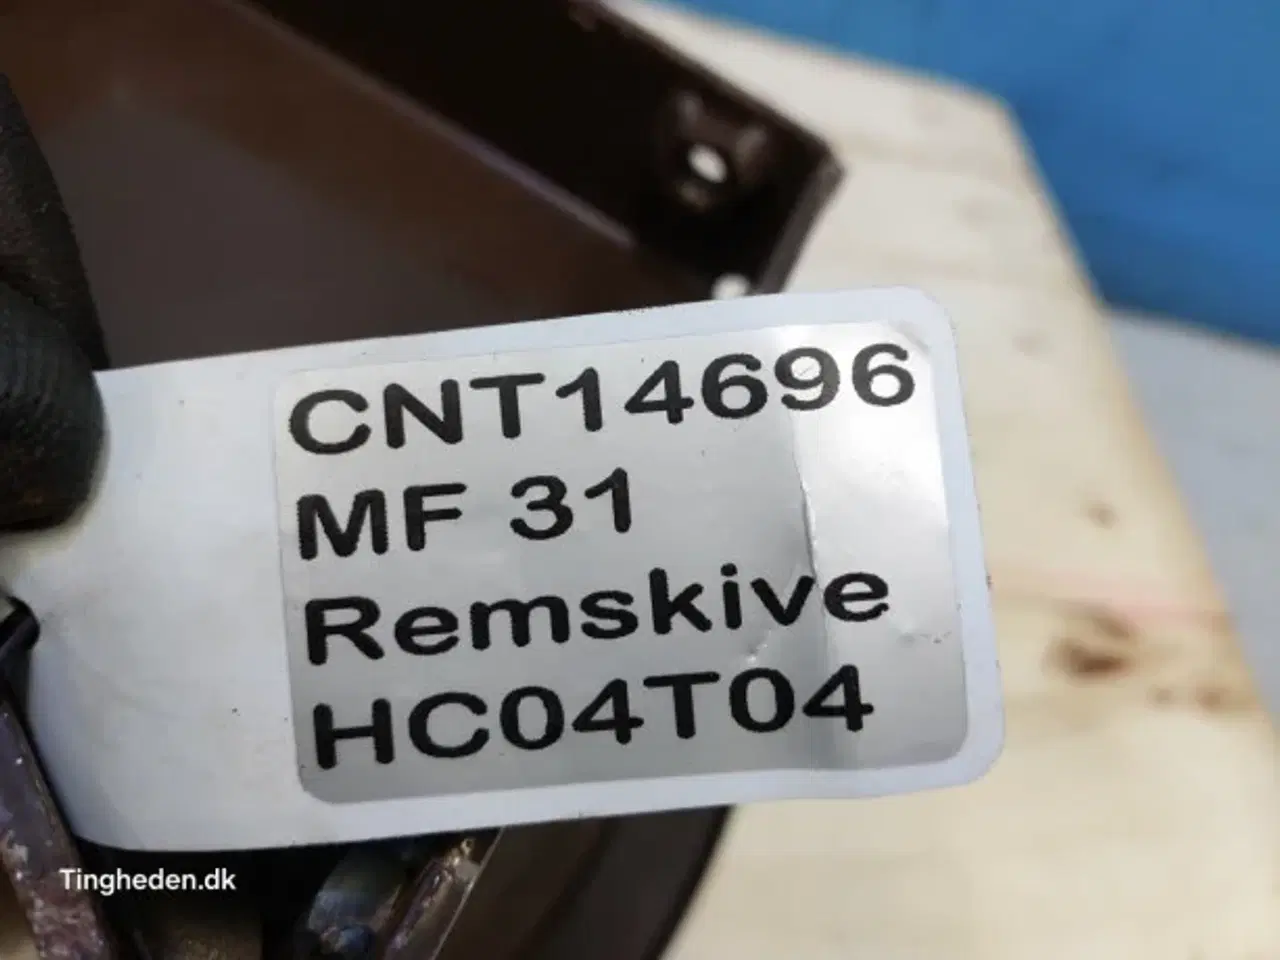 CNT14696
MF 31
Remskive
HC04T04
Tingheden.dk